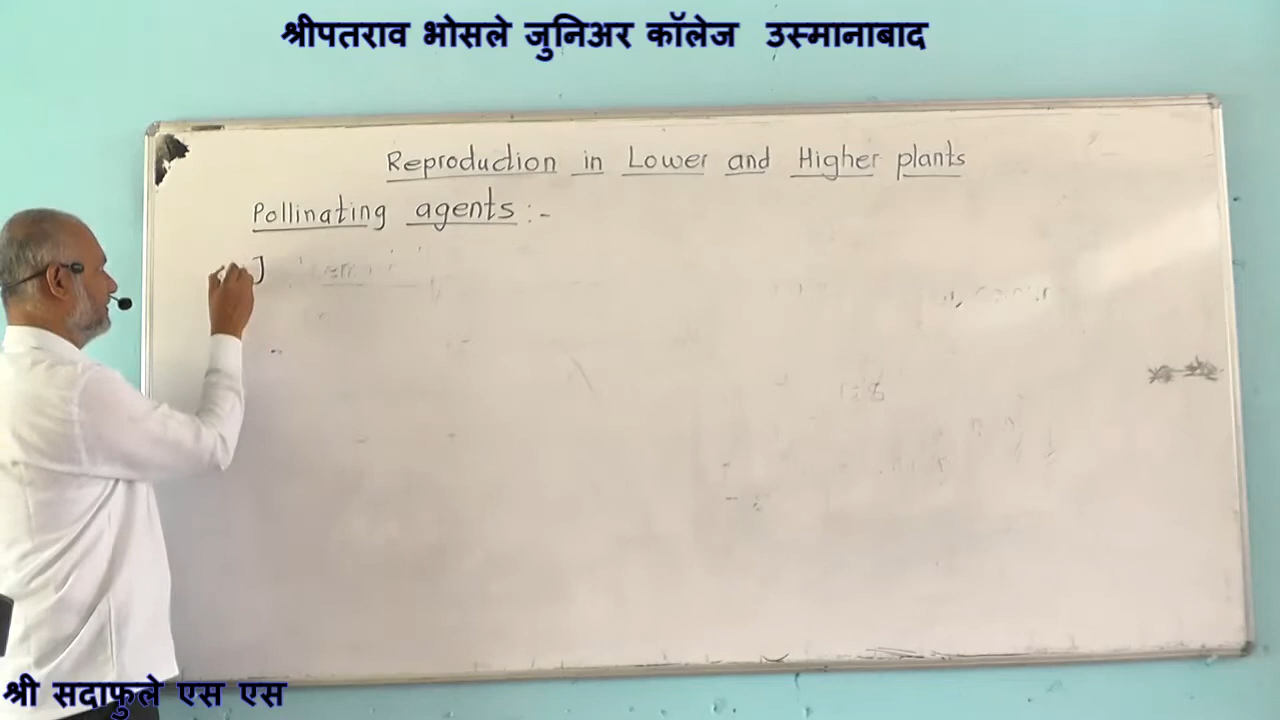 श्रीपतराव भोसले जुनिअर कॉलेज उस्मानाबाद
Reproduction in Lower and Higher plants
Pollinating agents :-
श्री सदाफुले एस एस